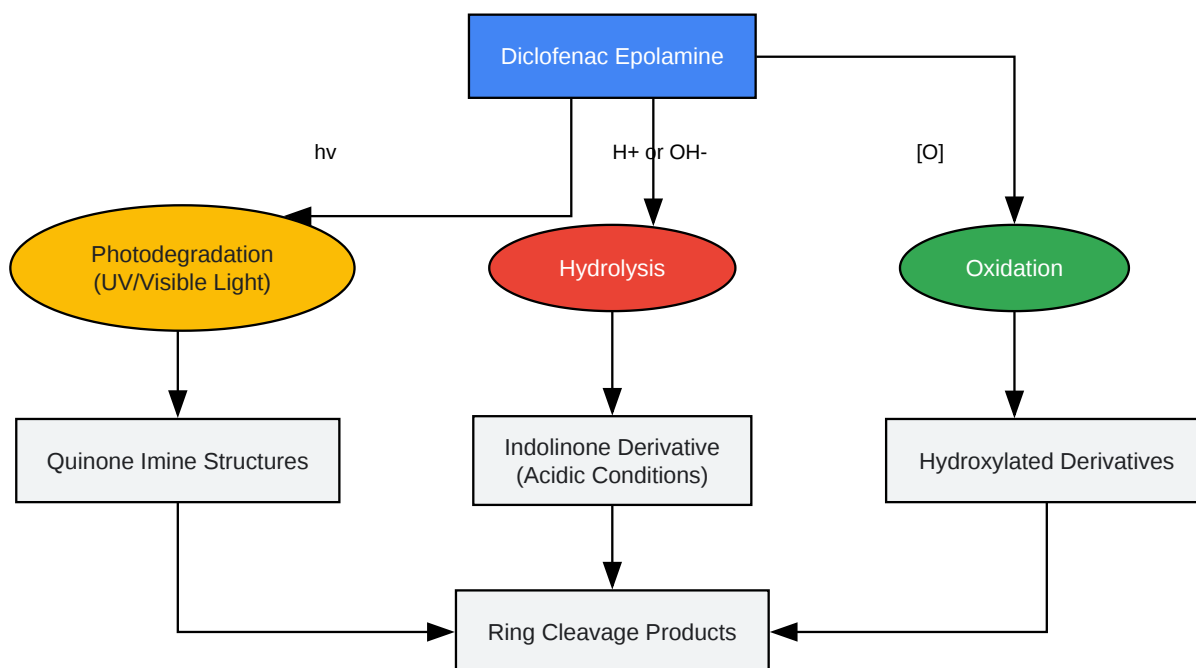 Diclofenac Epolamine
hv
H+ or OH-
[O]
Photodegradation
(UV/Visible Light)
Hydrolysis
Oxidation
Quinone Imine Structures
Indolinone Derivative
(Acidic Conditions)
Hydroxylated Derivatives
Ring Cleavage Products